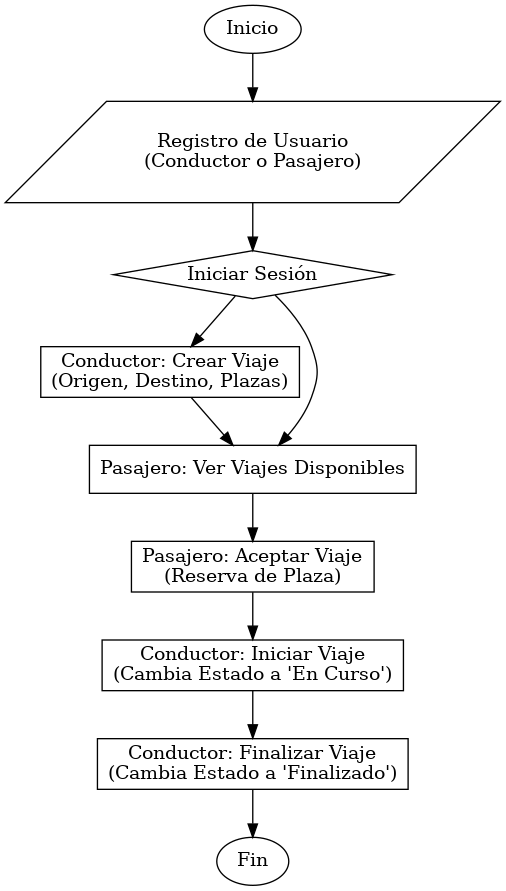 Inicio
Registro de Usuario
(Conductor o Pasajero)
Iniciar Sesión
Conductor: Crear Viaje
(Origen, Destino, Plazas)
Pasajero: Ver Viajes Disponibles
Pasajero: Aceptar Viaje
(Reserva de Plaza)
Conductor: Iniciar Viaje
(Cambia Estado a 'En Curso')
Conductor: Finalizar Viaje
(Cambia Estado a 'Finalizado')
Fin